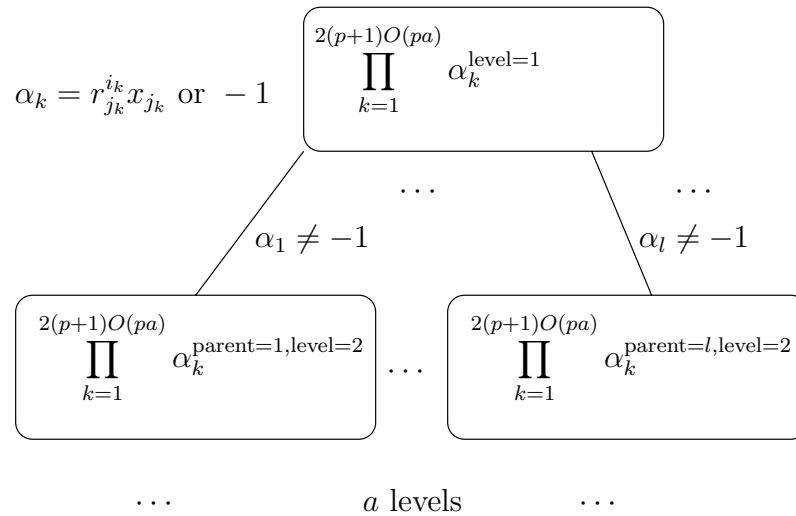 2(p+1)O(pa)
∏ α_k^{level=1}
k=1
α_k = r_{j_k}^{i_k} x_{j_k} or −1
··· ···
α_1 ≠ −1 α_l ≠ −1
2(p+1)O(pa) 2(p+1)O(pa)
∏ α_k^{parent=1,level=2} ··· ∏ α_k^{parent=l,level=2}
k=1 k=1
··· a levels ···